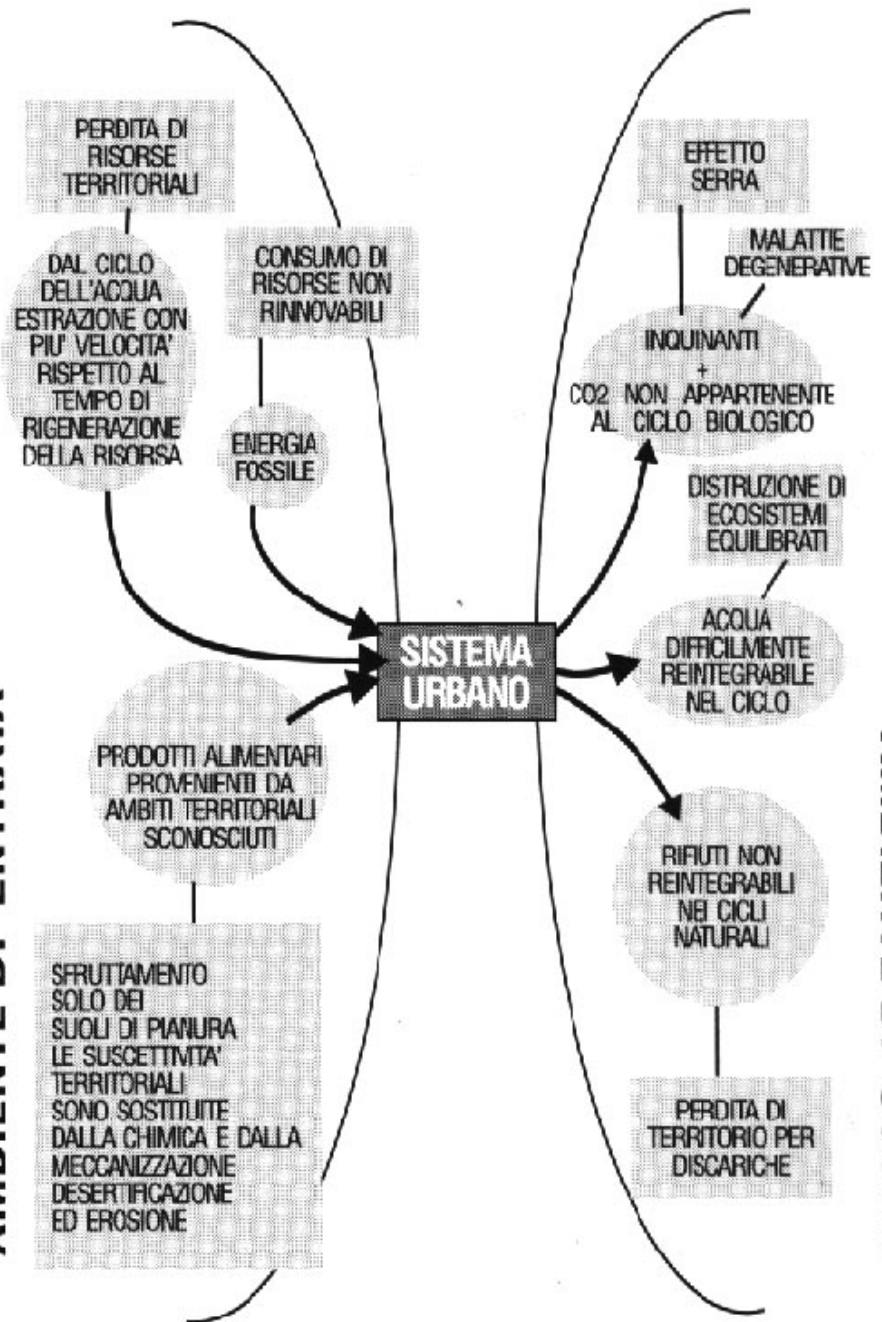 AMBIENTE DI ENTRATA
PERDITA DI
RISORSE
TERRITORIALI
DAL CICLO
DELL'ACQUA
ESTRAZIONE CON
PIU' VELOCITA'
RISPETTO AL
TEMPO DI
RIGENERAZIONE
DELLA RISORSA
CONSUMO DI
RISORSE NON
RINNOVABILI
ENERGIA
FOSSILE
PRODOTTI ALIMENTARI
PROVENIENTI DA
AMBITI TERRITORIALI
SCONOSCIUTI
SFRUTTAMENTO
SOLO DEI
SUOLI DI PIANURA
LE SUSCETTIVITA'
TERRITORIALI
SONO SOSTITUITE
DALLA CHIMICA E DALLA
MECCANIZZAZIONE
DESERTIFICAZIONE
ED EROSIONE
SISTEMA
URBANO
EFFETTO
SERRA
MALATTIE
DEGENERATIVE
INQUINANTI
+
CO2 NON APPARTENENTE
AL CICLO BIOLOGICO
DISTRUZIONE DI
ECOSISTEMI
EQUILIBRATI
ACQUA
DIFFICILMENTE
REINTEGRABILE
NEL CICLO
RIFIUTI NON
REINTEGRABILI
NEI CICLI
NATURALI
PERDITA DI
TERRITORIO PER
DISCARICHE